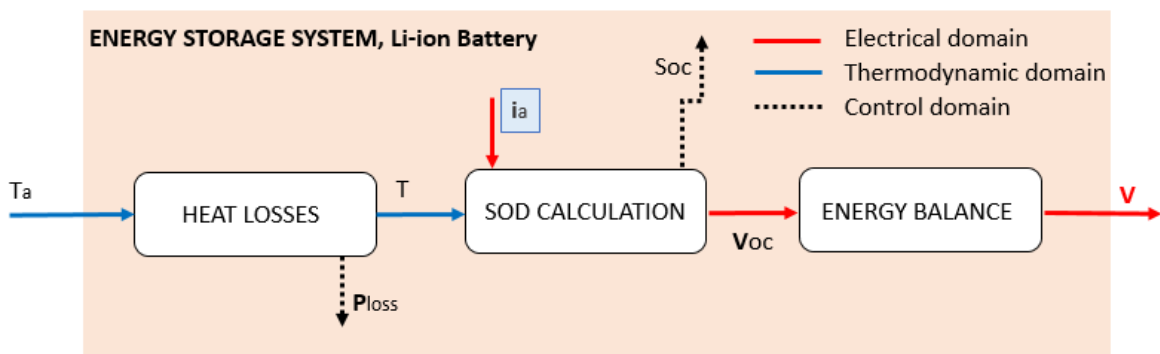 ENERGY STORAGE SYSTEM, Li-ion Battery
Electrical domain
Thermodynamic domain
Control domain
Soc
ia
Ta
HEAT LOSSES
T
SOD CALCULATION
Voc
ENERGY BALANCE
V
Ploss